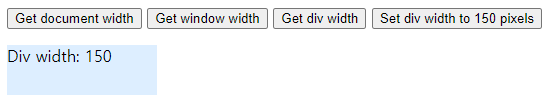 Get document width Get window width Get div width Set div width to 150 pixels
Div width: 150